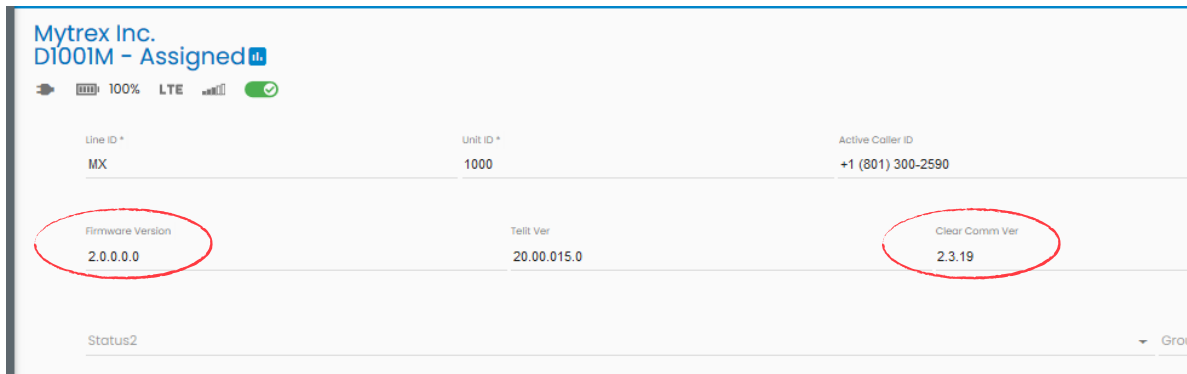 Mytrex Inc.
D1001M - Assigned
100% LTE
Line ID * Unit ID * Active Caller ID
MX 1000 +1 (801) 300-2590
Firmware Version Telit Ver Clear Comm Ver
2.0.0.0.0 20.00.015.0 2.3.19
Status2 Grou